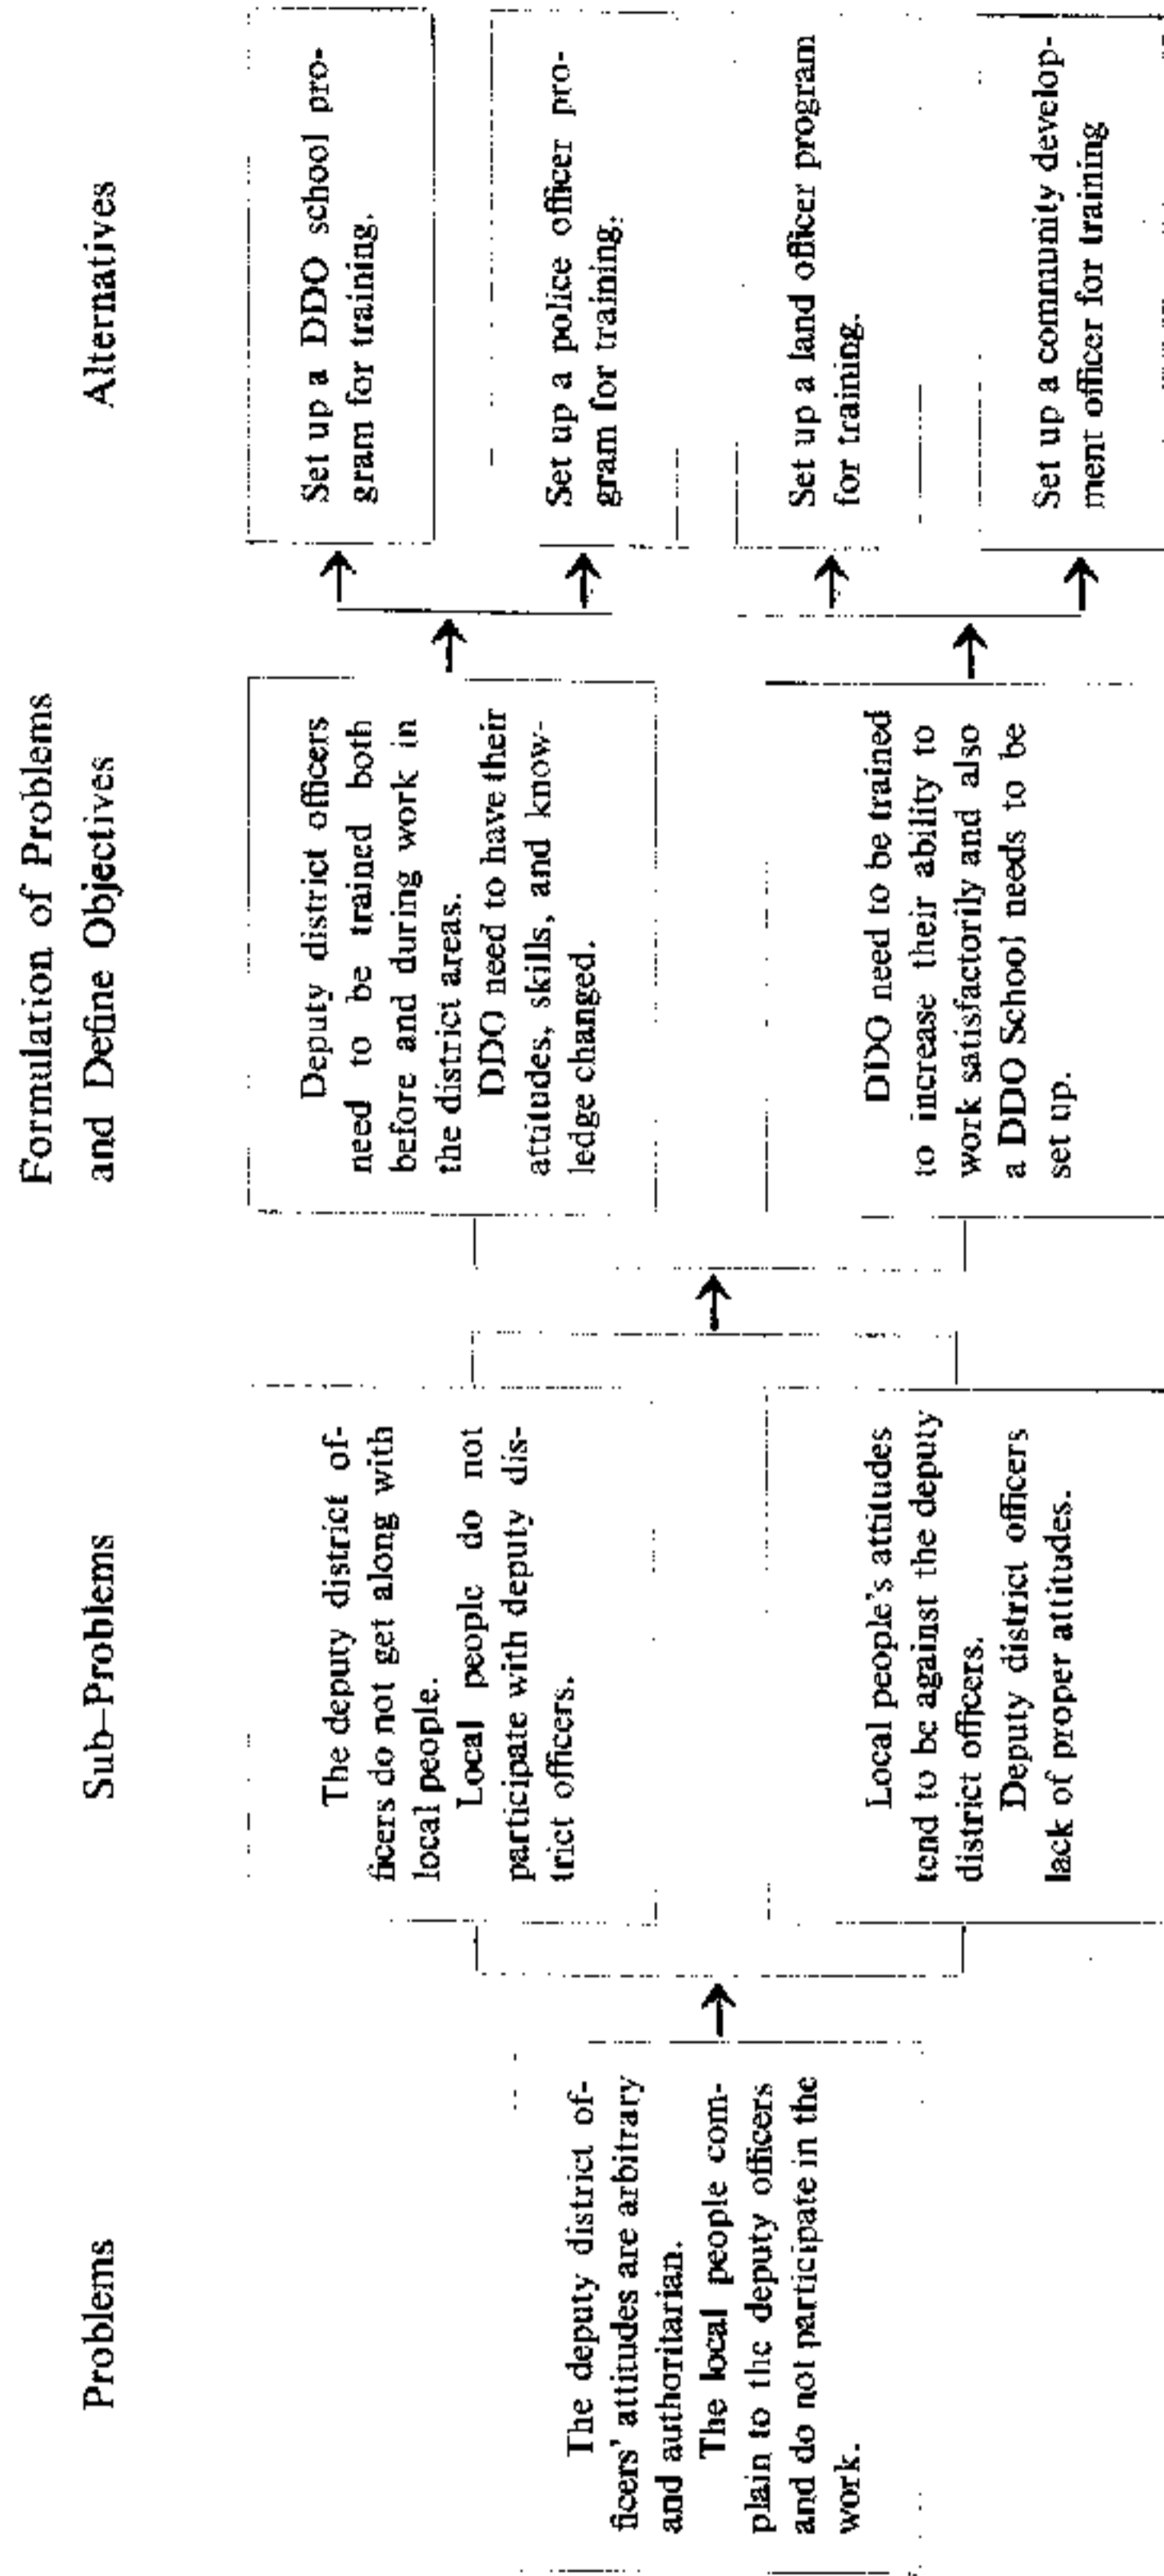 Problems
Sub-Problems
Formulation of Problems
and Define Objectives
Alternatives
The deputy district of-
ficers' attitudes are arbitrary
and authoritarian.
The local people com-
plain to the deputy officers
and do not participate in the
work.
The deputy district of-
ficers do not get along with
local people.
Local people do not
participate with deputy dis-
trict officers.
Local people's attitudes
tend to be against the deputy
district officers.
Deputy district officers
lack of proper attitudes.
Deputy district officers
need to be trained both
before and during work in
the district areas.
DDO need to have their
attitudes, skills, and know-
ledge changed.
DDO need to be trained
to increase their ability to
work satisfactorily and also
a DDO School needs to be
set up.
Set up a DDO school pro-
gram for training.
Set up a police officer pro-
gram for training.
Set up a land officer program
for training.
Set up a community develop-
ment officer for training